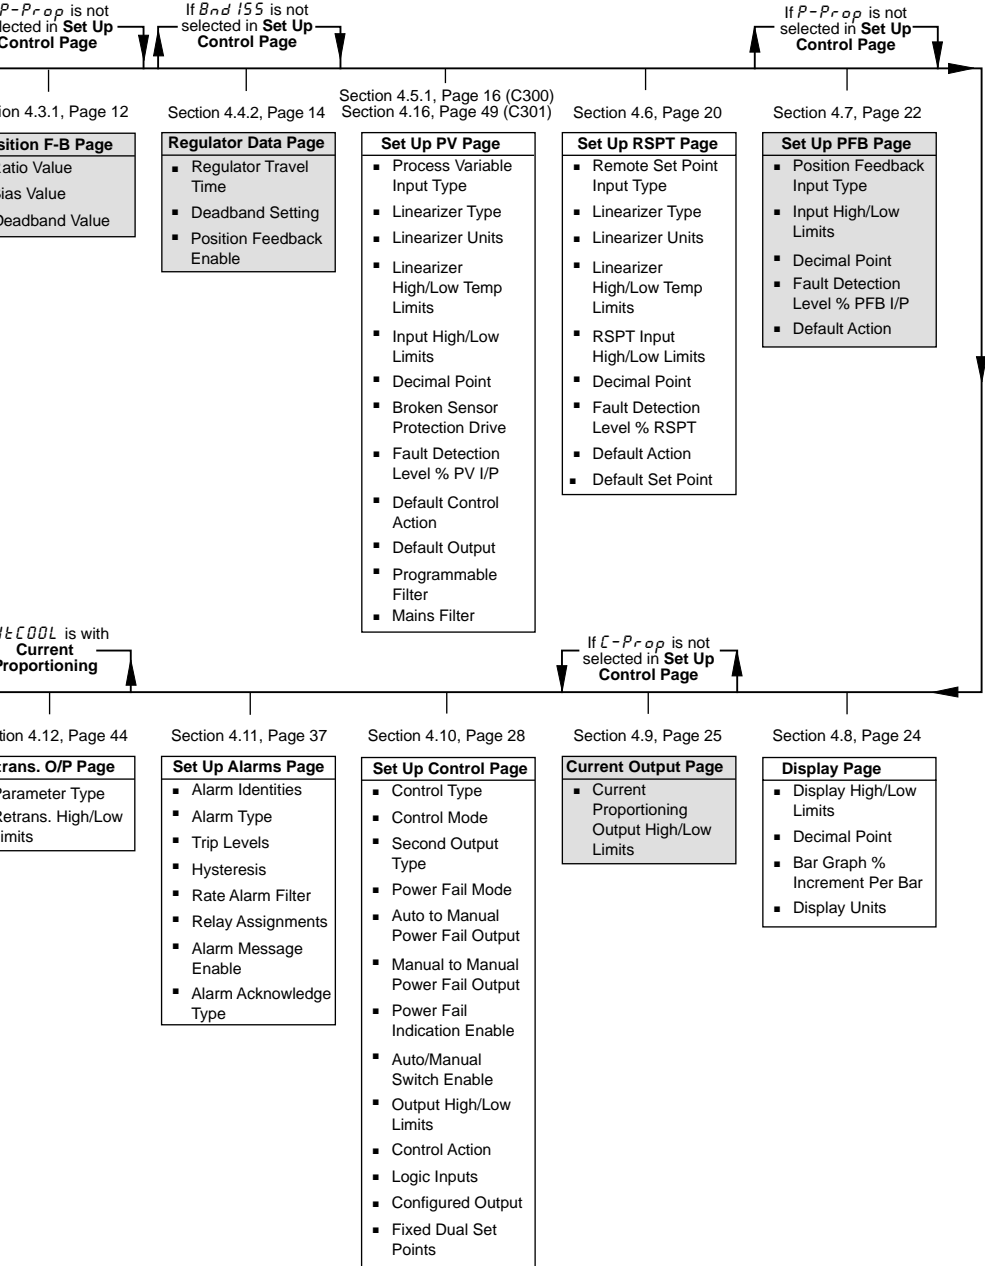 P-Prop is not
lected in Set Up
Control Page
If Bnd ISS is not
selected in Set Up
Control Page
If P-Prop is not
selected in Set Up
Control Page
ion 4.3.1, Page 12
Section 4.4.2, Page 14
Section 4.5.1, Page 16 (C300)
Section 4.16, Page 49 (C301)
Section 4.6, Page 20
Section 4.7, Page 22
sition F-B Page
atio Value
ias Value
Deadband Value
Regulator Data Page
▪ Regulator Travel
Time
▪ Deadband Setting
▪ Position Feedback
Enable
Set Up PV Page
▪ Process Variable
Input Type
▪ Linearizer Type
▪ Linearizer Units
▪ Linearizer
High/Low Temp
Limits
▪ Input High/Low
Limits
▪ Decimal Point
▪ Broken Sensor
Protection Drive
▪ Fault Detection
Level % PV I/P
▪ Default Control
Action
▪ Default Output
▪ Programmable
Filter
▪ Mains Filter
Set Up RSPT Page
▪ Remote Set Point
Input Type
▪ Linearizer Type
▪ Linearizer Units
▪ Linearizer
High/Low Temp
Limits
▪ RSPT Input
High/Low Limits
▪ Decimal Point
▪ Fault Detection
Level % RSPT
▪ Default Action
▪ Default Set Point
Set Up PFB Page
▪ Position Feedback
Input Type
▪ Input High/Low
Limits
▪ Decimal Point
▪ Fault Detection
Level % PFB I/P
▪ Default Action
tCOOL is with
Current
Proportioning
If C-Prop is not
selected in Set Up
Control Page
tion 4.12, Page 44
Section 4.11, Page 37
Section 4.10, Page 28
Section 4.9, Page 25
Section 4.8, Page 24
trans. O/P Page
Parameter Type
Retrans. High/Low
imits
Set Up Alarms Page
▪ Alarm Identities
▪ Alarm Type
▪ Trip Levels
▪ Hysteresis
▪ Rate Alarm Filter
▪ Relay Assignments
▪ Alarm Message
Enable
▪ Alarm Acknowledge
Type
Set Up Control Page
▪ Control Type
▪ Control Mode
▪ Second Output
Type
▪ Power Fail Mode
▪ Auto to Manual
Power Fail Output
▪ Manual to Manual
Power Fail Output
▪ Power Fail
Indication Enable
▪ Auto/Manual
Switch Enable
▪ Output High/Low
Limits
▪ Control Action
▪ Logic Inputs
▪ Configured Output
▪ Fixed Dual Set
Points
Current Output Page
▪ Current
Proportioning
Output High/Low
Limits
Display Page
▪ Display High/Low
Limits
▪ Decimal Point
▪ Bar Graph %
Increment Per Bar
▪ Display Units